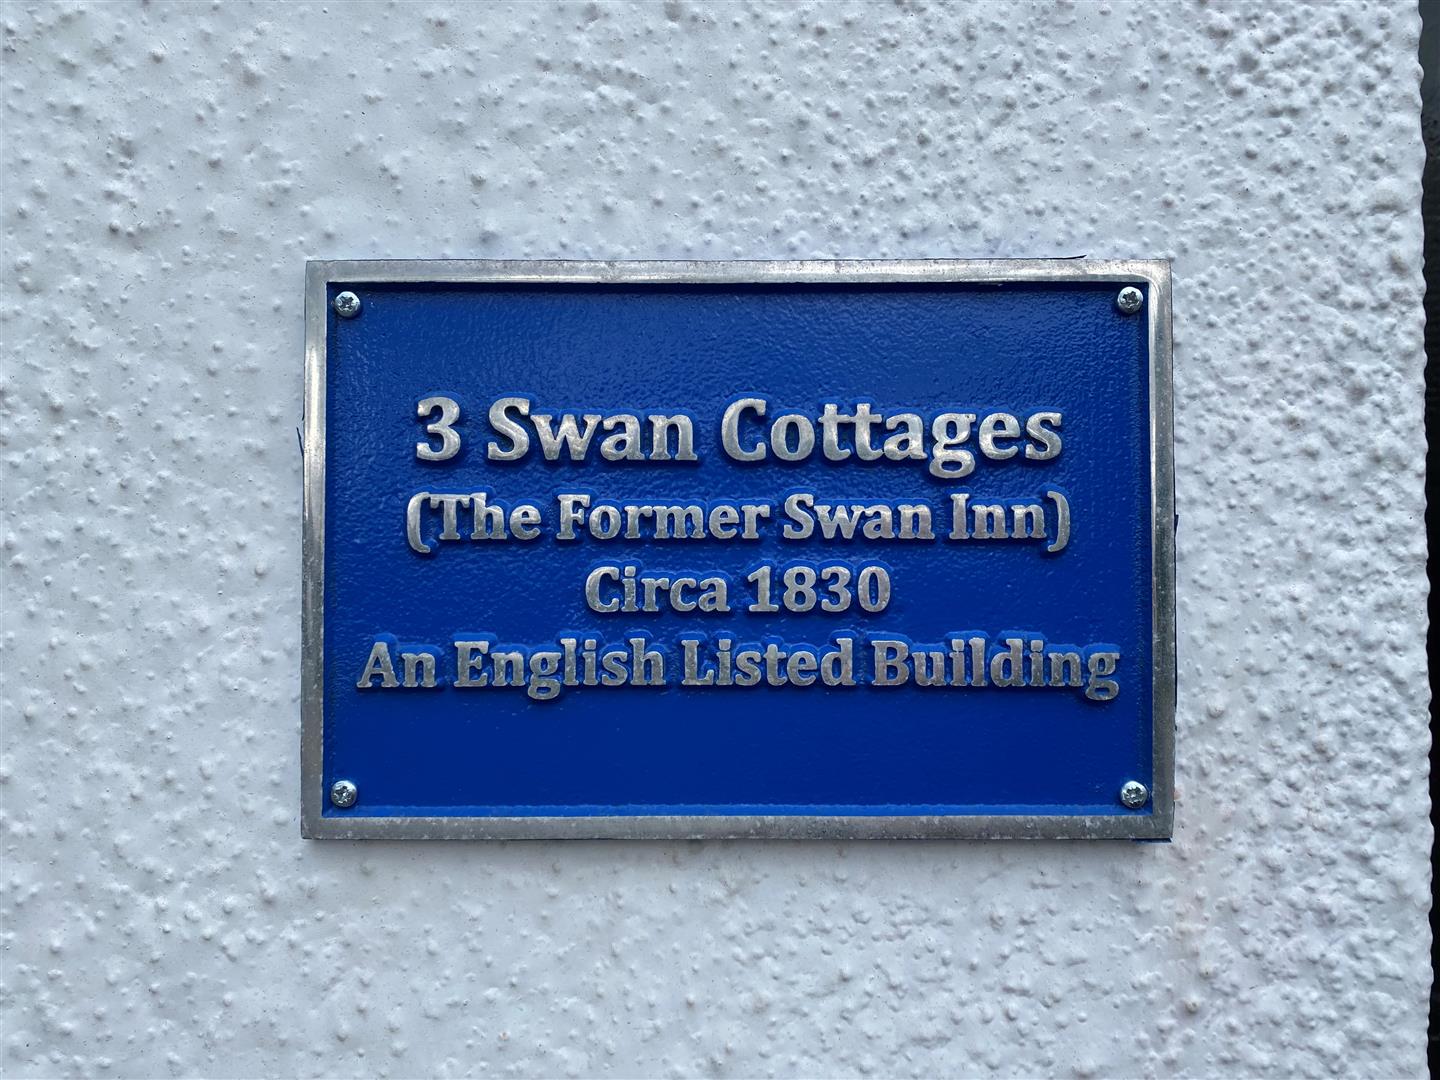 3 Swan Cottages
(The Former Swan Inn)
Circa 1830
An English Listed Building